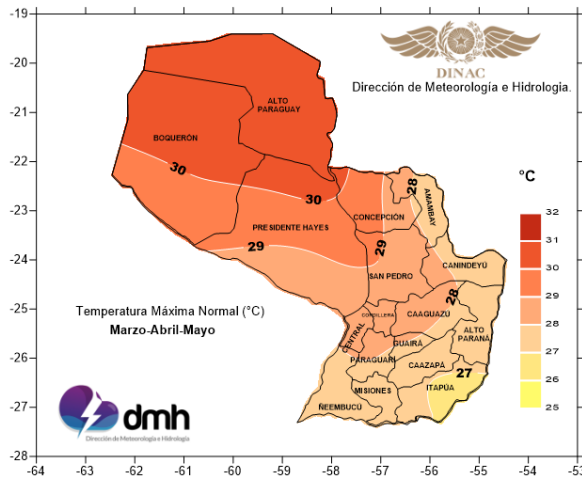 -19
-20
-21
-22
-23
-24
-25
-26
-27
-28
-64
-63
-62
-61
-60
-59
-58
-57
-56
-55
-54
-53
DINAC
Dirección de Meteorología e Hidrologia.
ALTO
PARAGUAY
BOQUERÓN
30
30
28
°C
AMAMBAY
CONCEPCIÓN
PRESIDENTE HAYES
29
29
SAN PEDRO
CANINDEYÚ
28
CORDILLERA
CAAGUAZÚ
CENTRAL
ALTO
PARANÁ
GUAIRÁ
PARAGUARÍ
CAAZAPÁ
27
MISIONES
ITAPÚA
ÑEEMBUCÚ
32
31
30
29
28
27
26
25
Temperatura Máxima Normal (°C)
Marzo-Abril-Mayo
dmh
Dirección de Meteorología e Hidrología